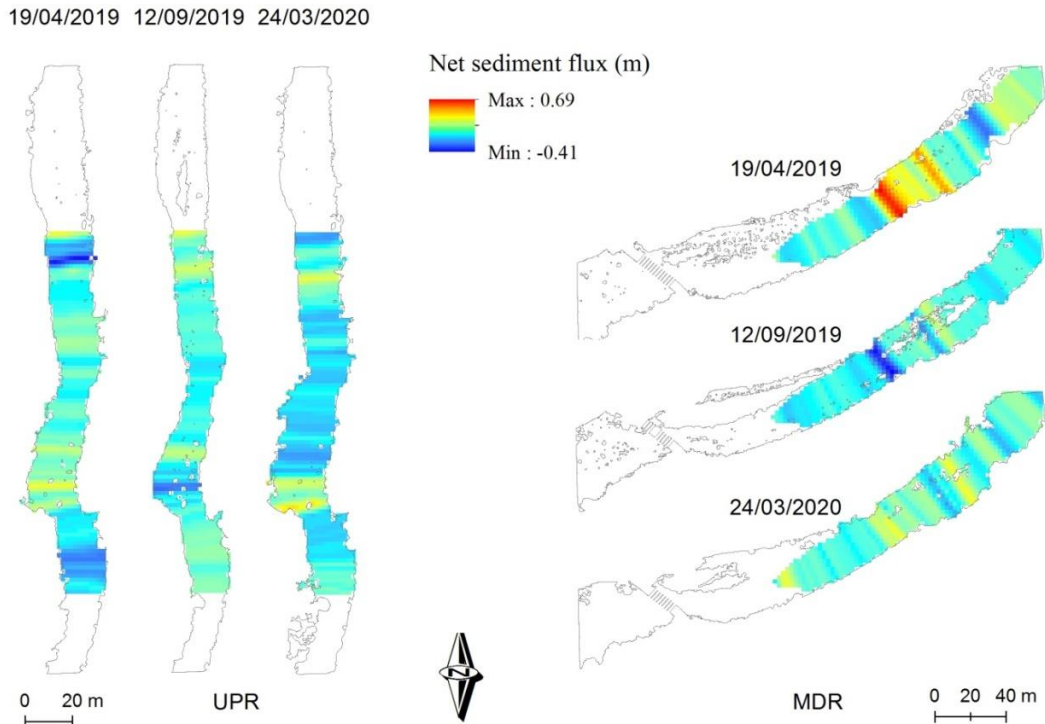 19/04/2019 12/09/2019 24/03/2020
Net sediment flux (m)
Max : 0.69
Min : -0.41
19/04/2019
12/09/2019
24/03/2020
N
0 20 m
UPR
MDR
0 20 40 m